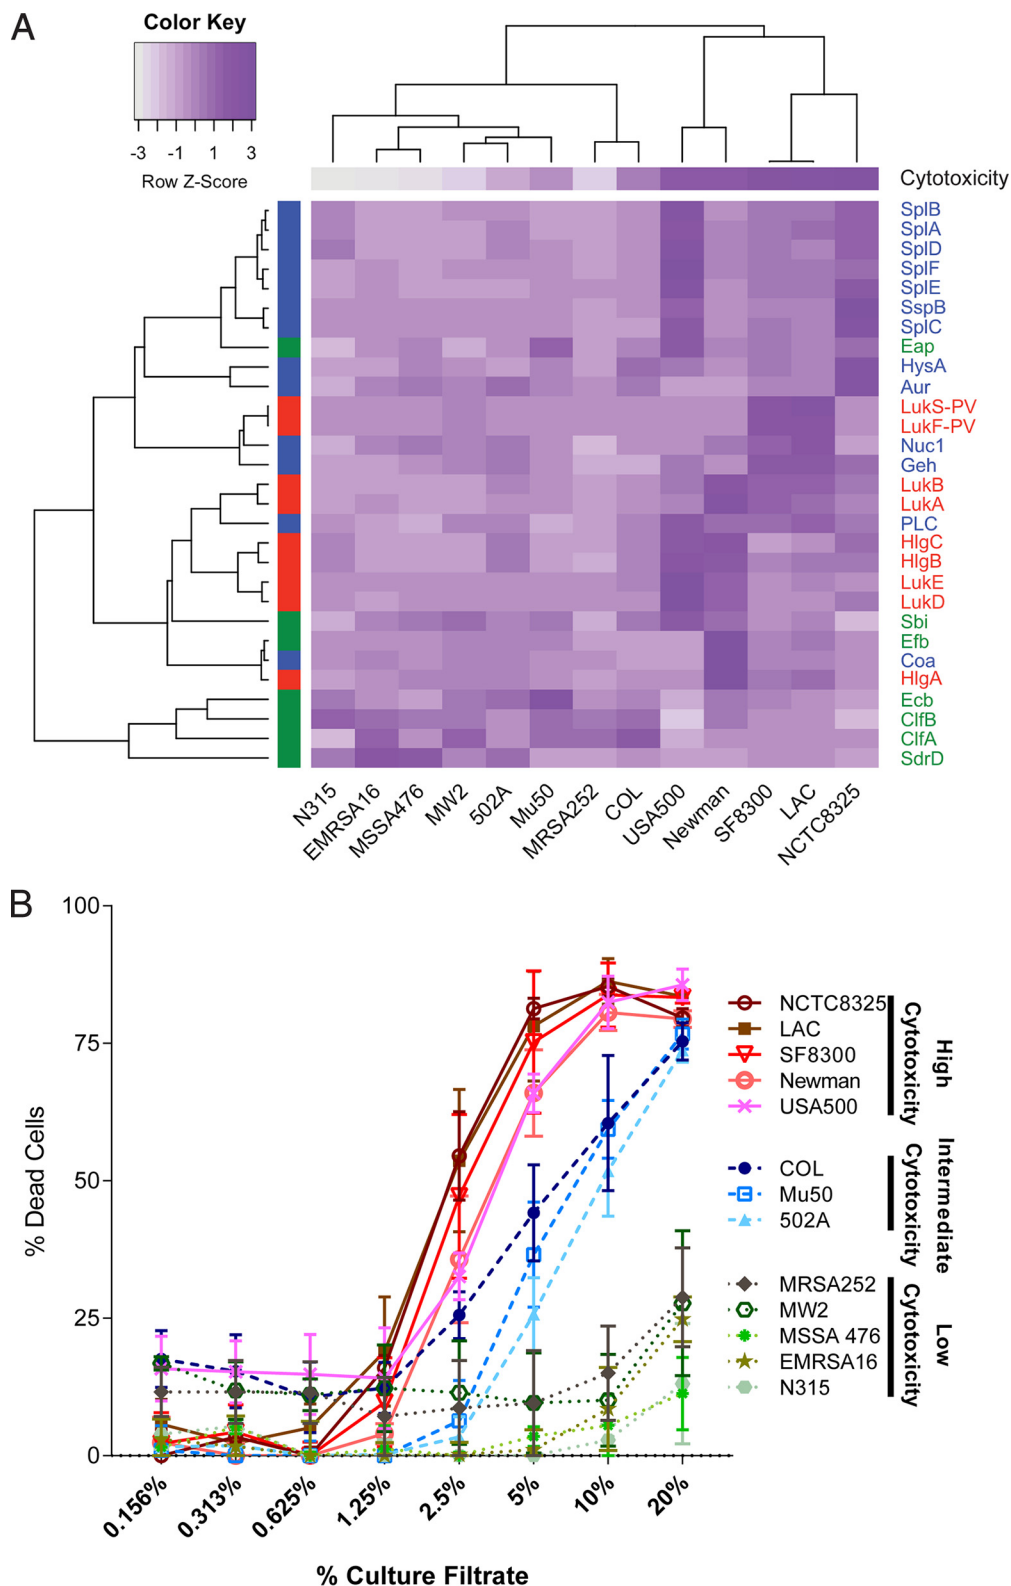 A
Color Key
-3 -1 1 3
Row Z-Score
Cytotoxicity
SplB
SplA
SplD
SplF
SplE
SspB
SplC
Eap
HysA
Aur
LukS-PV
LukF-PV
Nuc1
Geh
LukB
LukA
PLC
HlgC
HlgB
LukE
LukD
Sbi
Efb
Coa
HlgA
Ecb
ClfB
ClfA
SdrD
N315
EMRSA16
MSSA476
MW2
502A
Mu50
MRSA252
COL
USA500
Newman
SF8300
LAC
NCTC8325
B
% Dead Cells
100
75
50
25
0
0.156%
0.313%
0.625%
1.25%
2.5%
5%
10%
20%
% Culture Filtrate
NCTC8325
LAC
SF8300
Newman
USA500
High
Cytotoxicity
COL
Mu50
502A
Intermediate
Cytotoxicity
MRSA252
MW2
MSSA 476
EMRSA16
N315
Low
Cytotoxicity